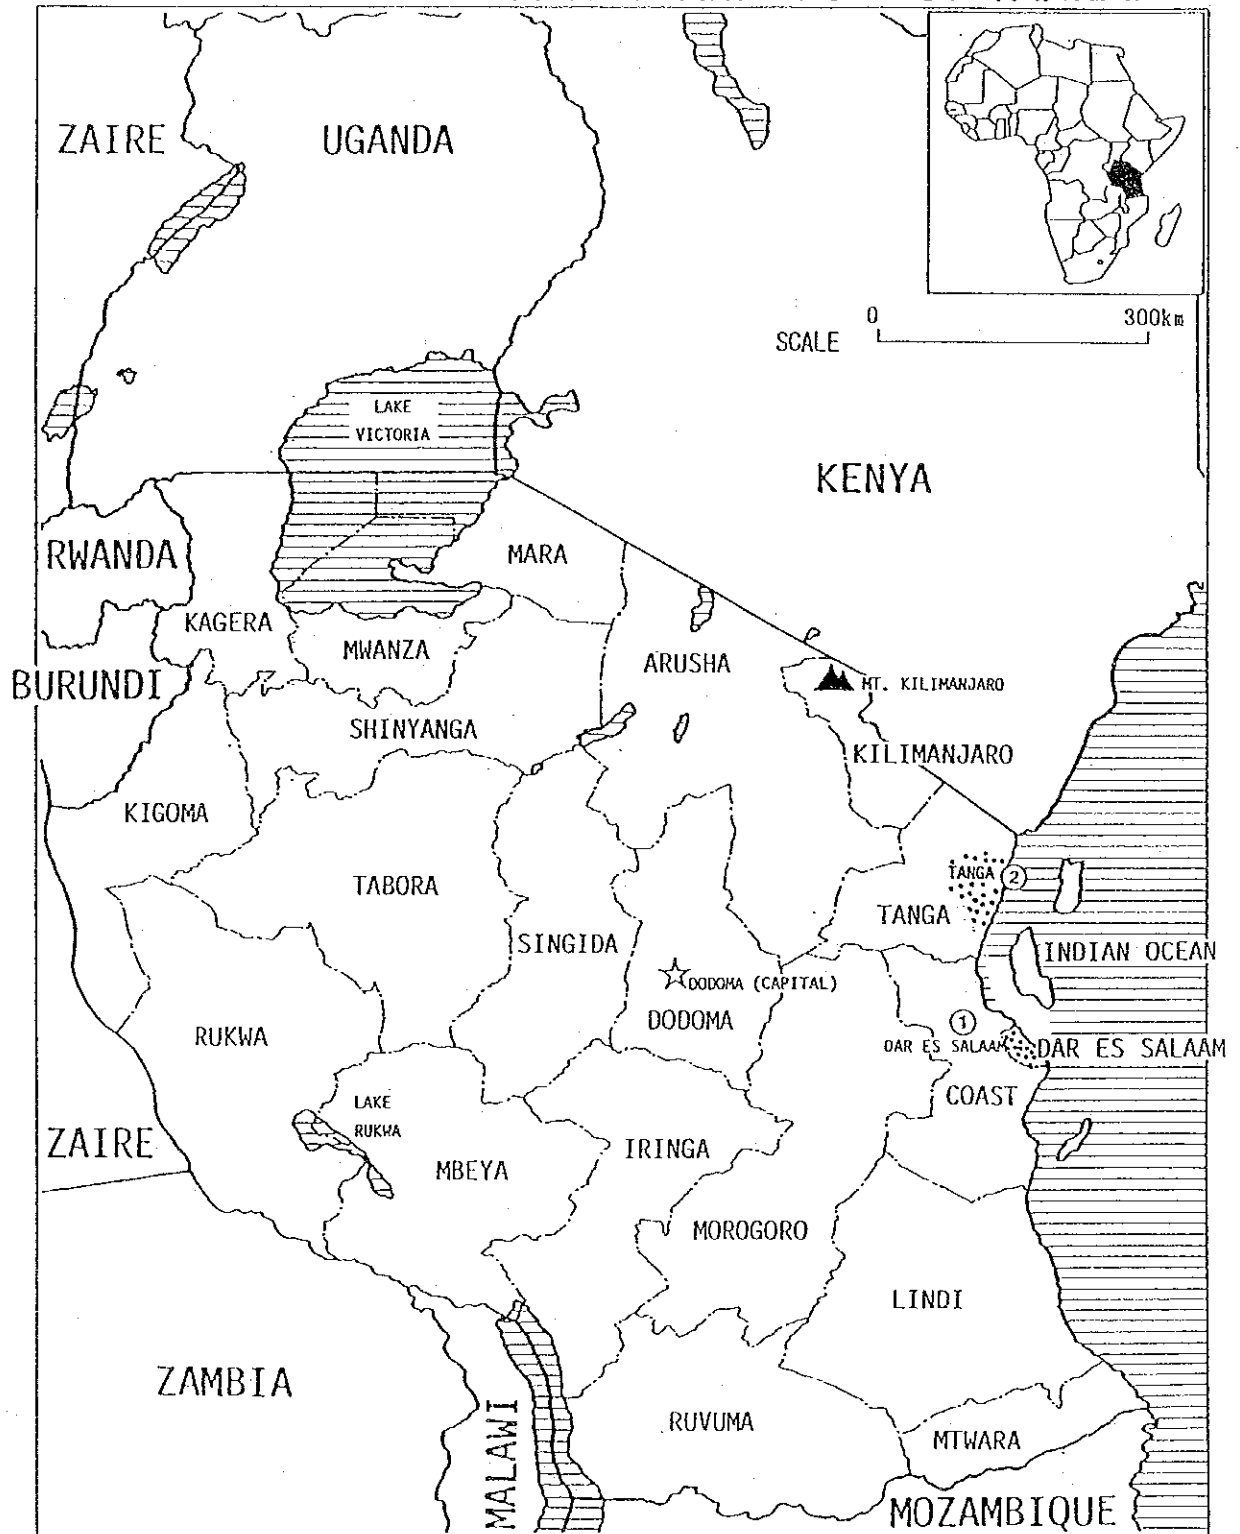 ZAIRE
UGANDA
0
300km
SCALE
LAKE
VICTORIA
KENYA
RWANDA
MARA
KAGERA
MWANZA
ARUSHA
BURUNDI
MT. KILIMANJARO
SHINYANGA
KILIMANJARO
KIGOMA
TANGA
2
TABORA
TANGA
SINGIDA
INDIAN OCEAN
DODOMA (CAPITAL)
DODOMA
1
RUKWA
DAR ES SALAAM
DAR ES SALAAM
COAST
LAKE
RUKWA
ZAIRE
IRINGA
MBEYA
MOROGORO
LINDI
ZAMBIA
MALAWI
RUVUMA
MTWARA
MOZAMBIQUE